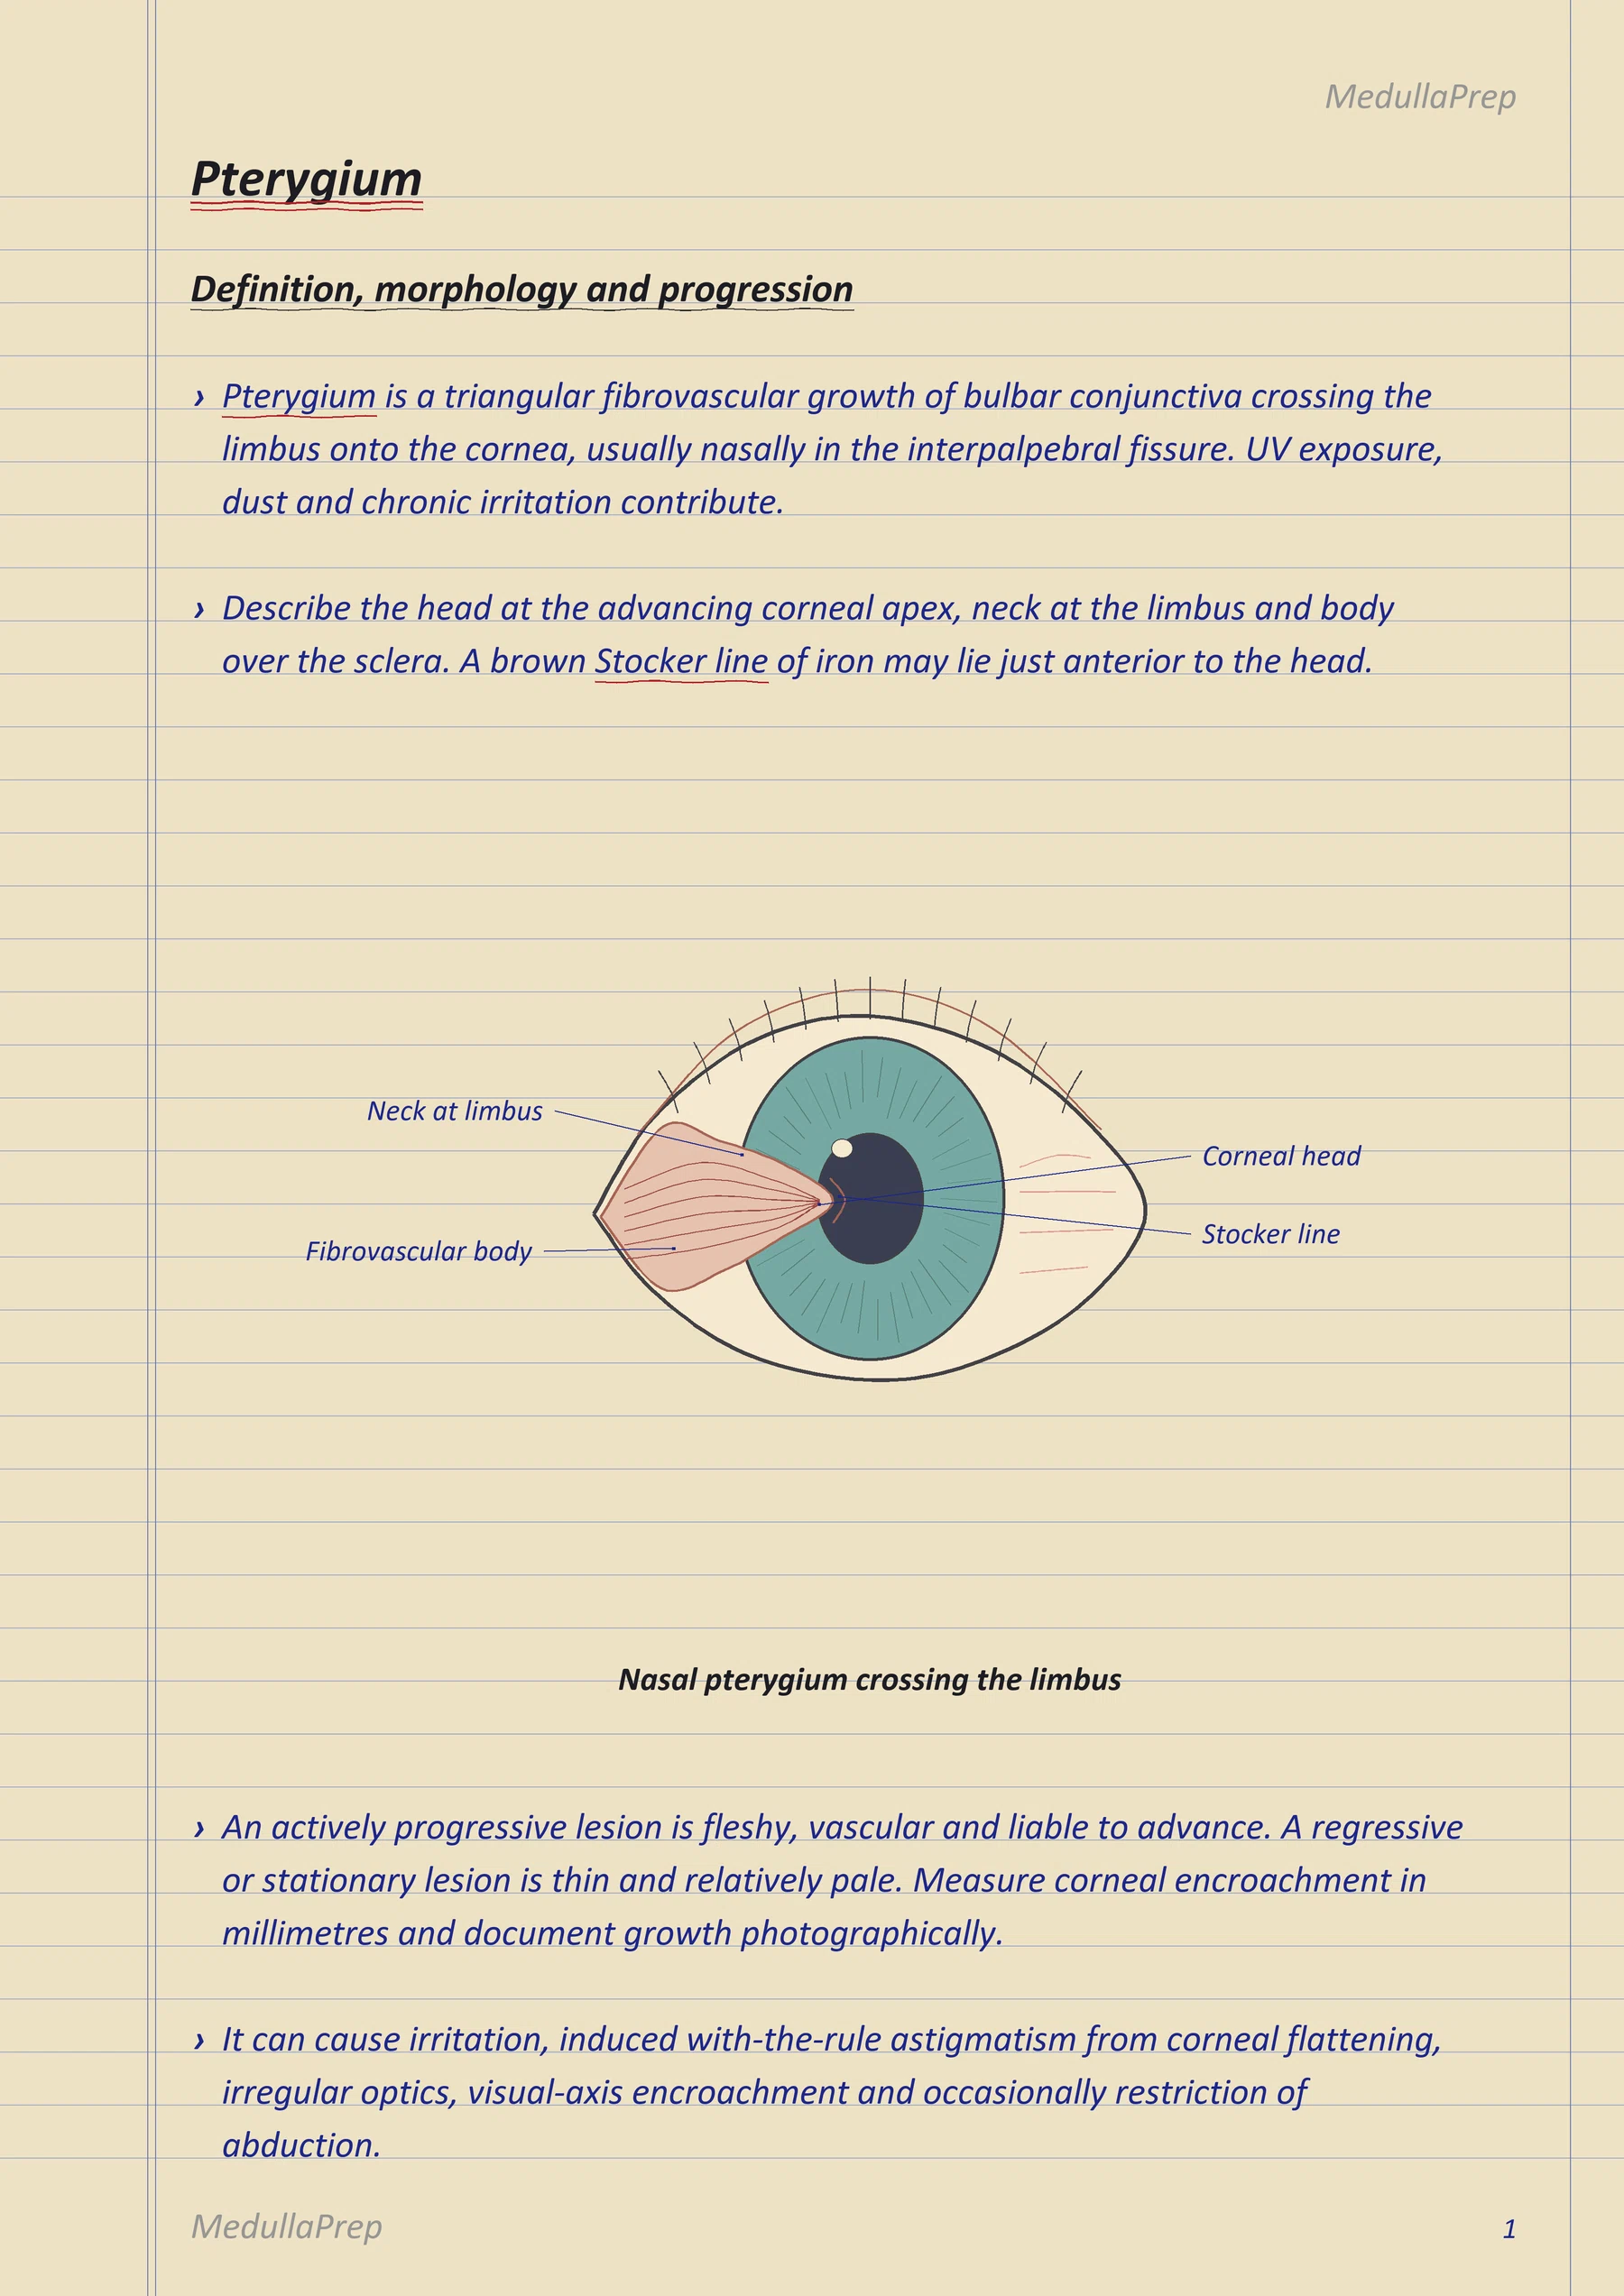 MedullaPrep
Pterygium
Definition, morphology and progression
› Pterygium is a triangular fibrovascular growth of bulbar conjunctiva crossing the
limbus onto the cornea, usually nasally in the interpalpebral fissure. UV exposure,
dust and chronic irritation contribute.
› Describe the head at the advancing corneal apex, neck at the limbus and body
over the sclera. A brown Stocker line of iron may lie just anterior to the head.
Neck at limbus
Corneal head
Stocker line
Fibrovascular body
Nasal pterygium crossing the limbus
› An actively progressive lesion is fleshy, vascular and liable to advance. A regressive
or stationary lesion is thin and relatively pale. Measure corneal encroachment in
millimetres and document growth photographically.
› It can cause irritation, induced with-the-rule astigmatism from corneal flattening,
irregular optics, visual-axis encroachment and occasionally restriction of
abduction.
MedullaPrep
1